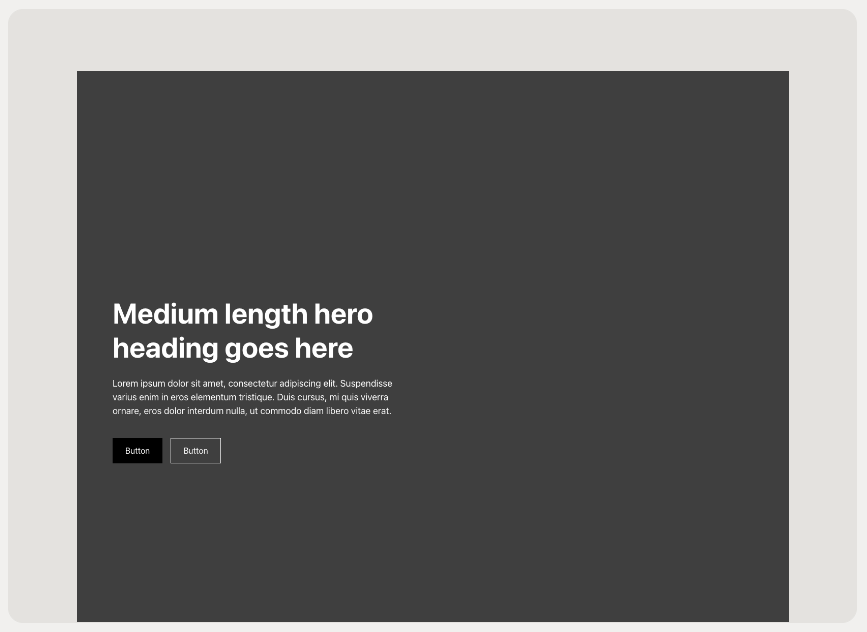 Medium length hero
heading goes here
Lorem ipsum dolor sit amet, consectetur adipiscing elit. Suspendisse
varius enim in eros elementum tristique. Duis cursus, mi quis viverra
ornare, eros dolor interdum nulla, ut commodo diam libero vitae erat.
Button Button